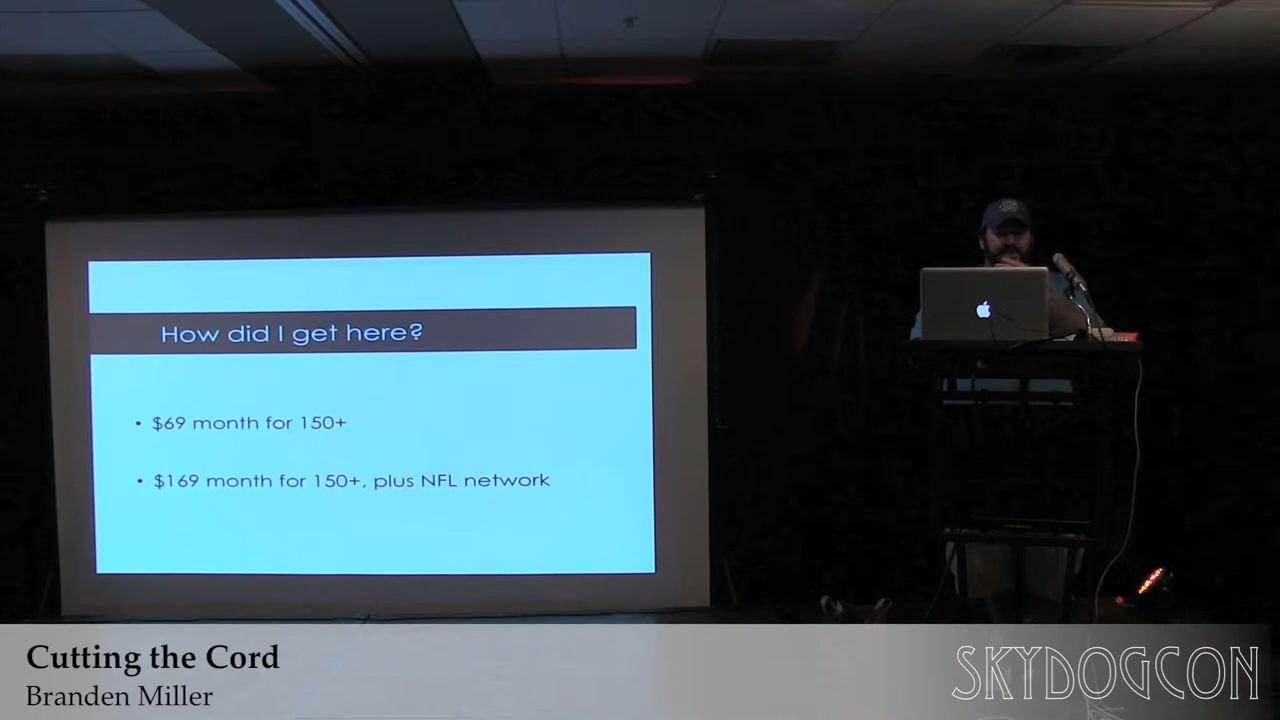 How did I get here?
• $69 month for 150+
• $169 month for 150+, plus NFL network
Cutting the Cord
Branden Miller
SKYDOGCON